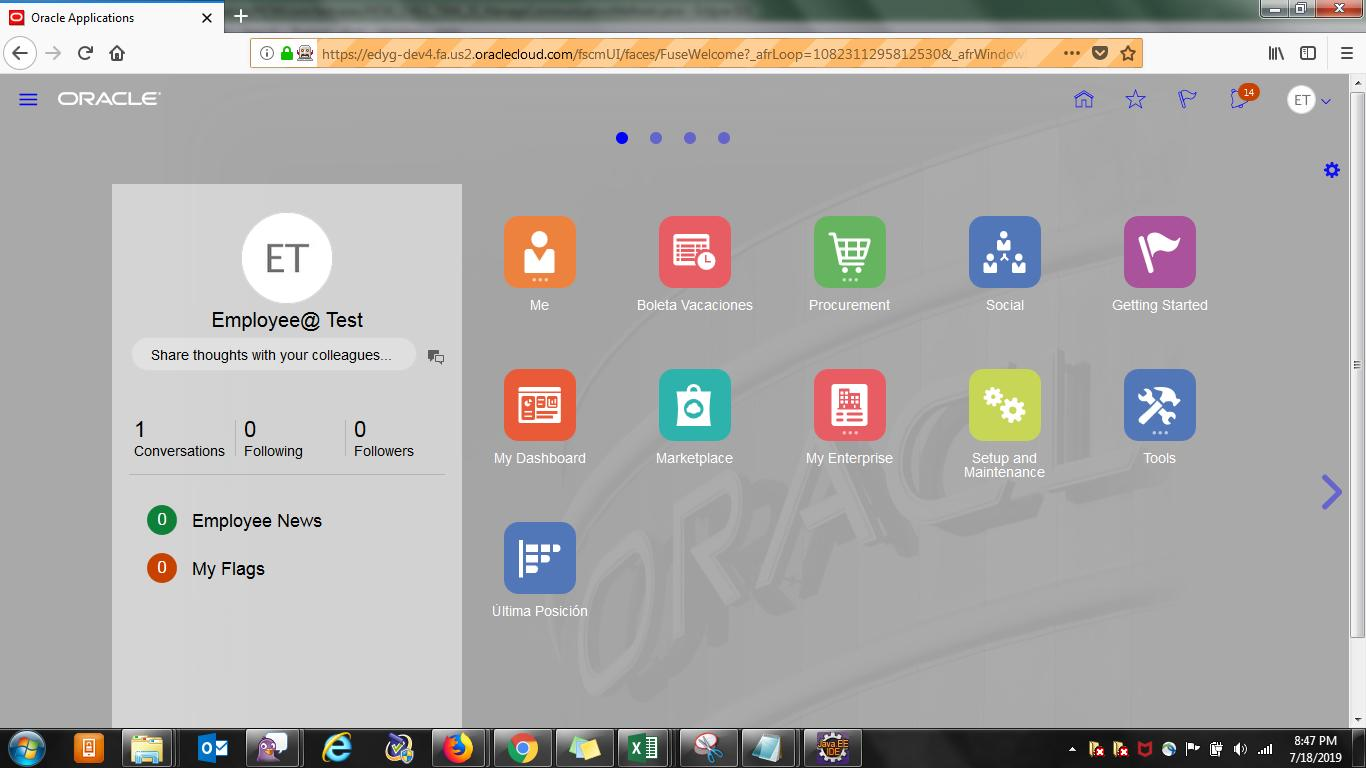 Oracle Applications
https://edyg-dev4.fa.us2.oraclecloud.com/fscmUI/faces/FuseWelcome?_afrLoop=10823111295812530&_afrWindow
ORACLE
14
ET
ET
Employee@ Test
Share thoughts with your colleagues...
1
Conversations
0
Following
0
Followers
0 Employee News
0 My Flags
Me
Boleta Vacaciones
Procurement
Social
Getting Started
My Dashboard
Marketplace
My Enterprise
Setup and
Maintenance
Tools
Última Posición
ORACL
Java EE
IDE
8:47 PM
7/18/2019